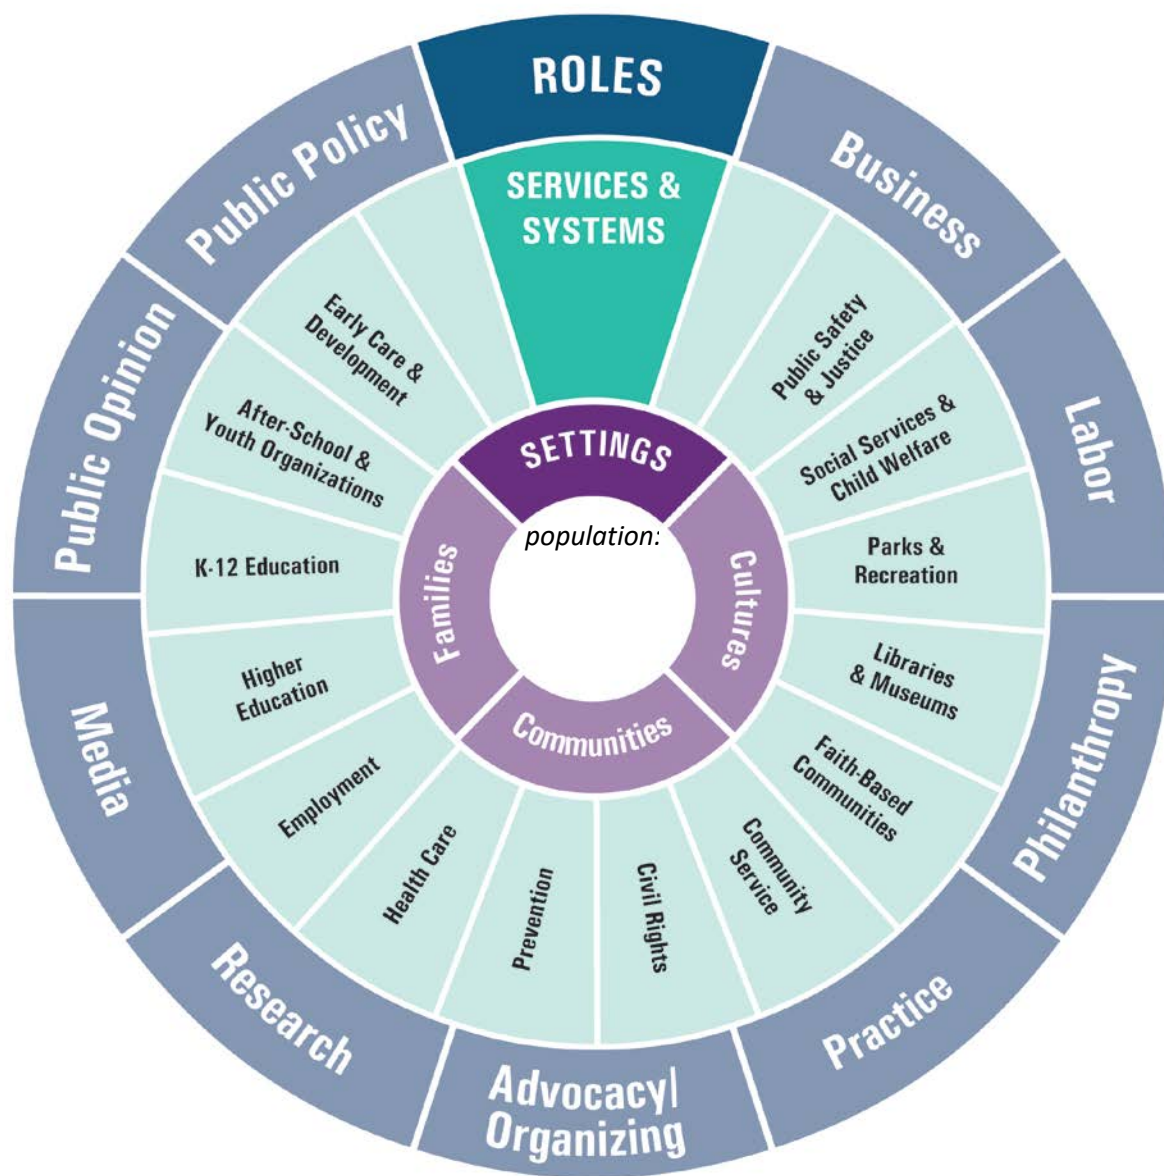 ROLES
Business
Labor
Philanthropy
Practice
Advocacy/
Organizing
Research
Media
Public Opinion
Public Policy
SERVICES &
SYSTEMS
Public Safety
& Justice
Social Services &
Child Welfare
Parks &
Recreation
Libraries
& Museums
Faith-Based
Communities
Community
Service
Civil Rights
Prevention
Health Care
Employment
Higher
Education
K-12 Education
After-School &
Youth Organizations
Early Care &
Development
SETTINGS
Cultures
Communities
Families
population: